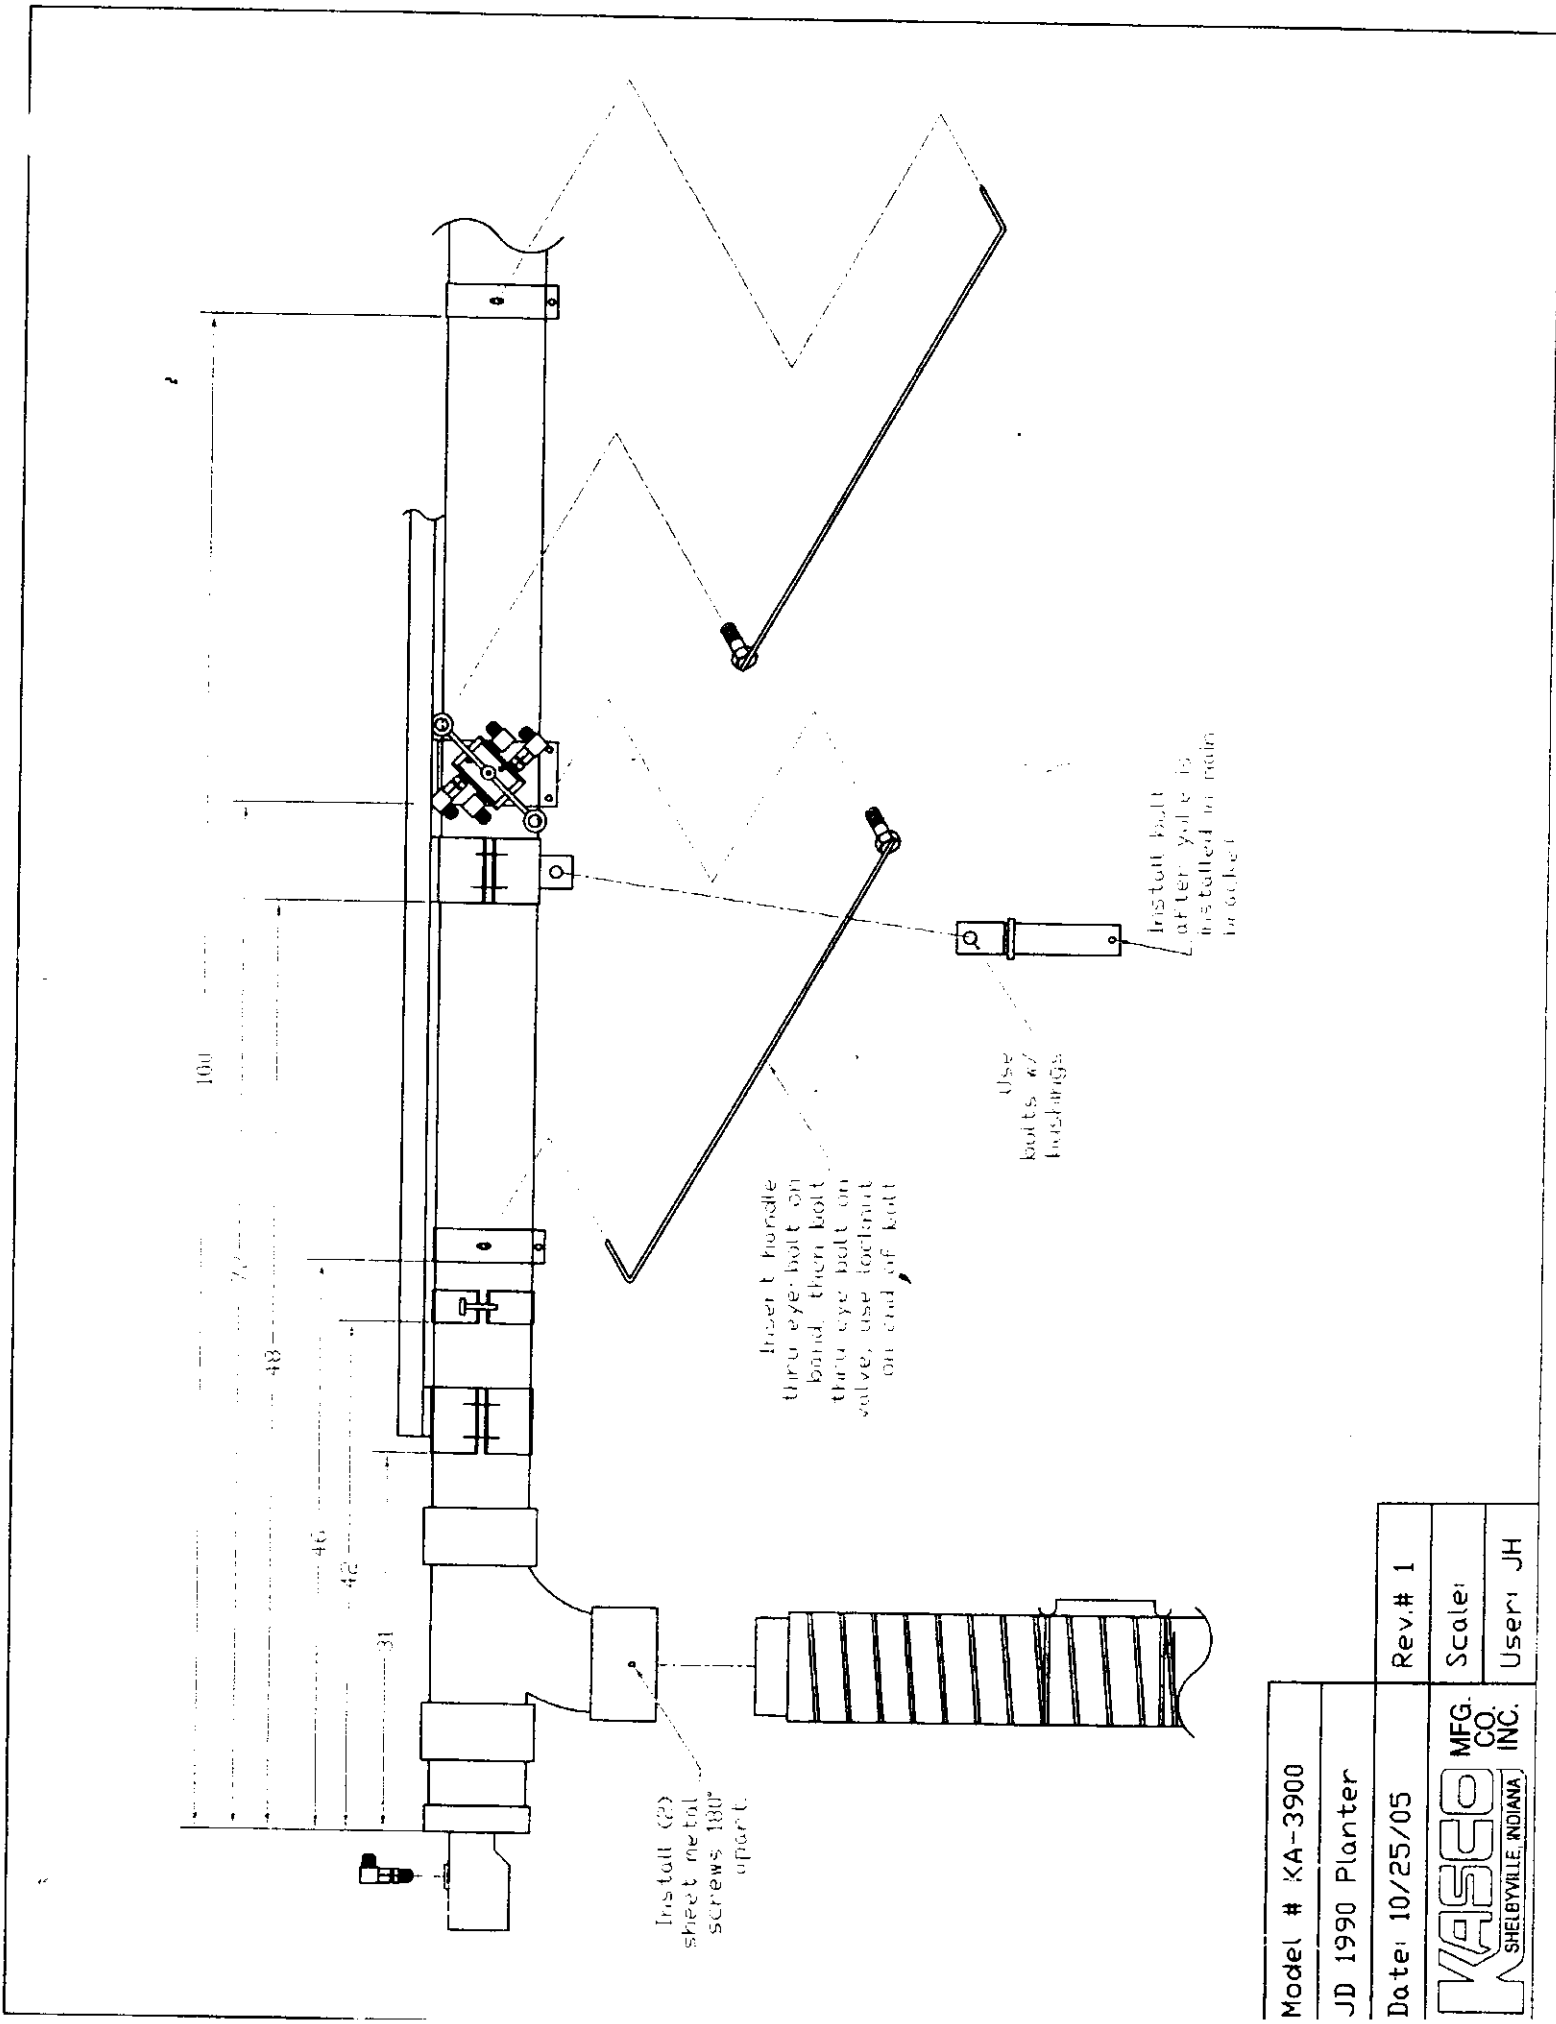 100
72
48
46
42
31
Insert handle
thru eye bolt on
band, then bolt
thru eye bolt on
valve, use locknut
on end of bolt
Use
bolts w/
bushings
Install bolt
after yoke is
installed in main
bracket
Install (2)
sheet metal
screws 180°
apart.
Model # KA-3900
JD 1990 Planter
Date: 10/25/05
Rev.# 1
Scale:
User: JH
KASCO MFG.
CO.
INC.
SHELBYVILLE, INDIANA